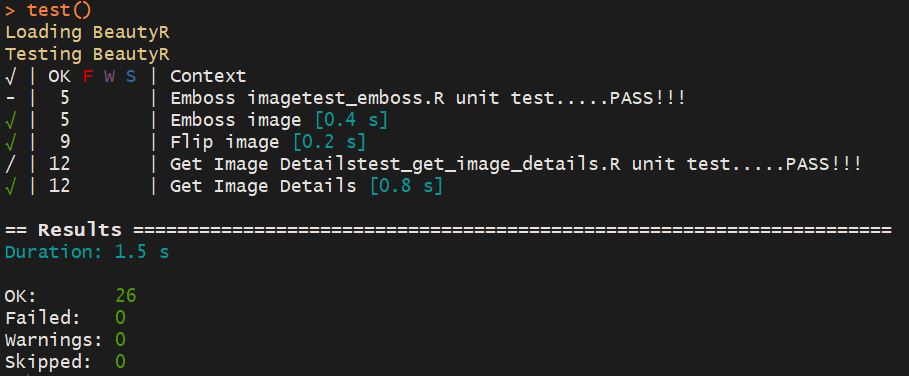 > test()
Loading BeautyR
Testing BeautyR
√ | OK F W S | Context
- |  5       | Emboss imagetest_emboss.R unit test.....PASS!!!
√ |  5       | Emboss image [0.4 s]
√ |  9       | Flip image [0.2 s]
/ | 12       | Get Image Detailstest_get_image_details.R unit test.....PASS!!!
√ | 12       | Get Image Details [0.8 s]
== Results =====================================================================
Duration: 1.5 s
OK:       26
Failed:   0
Warnings: 0
Skipped:  0